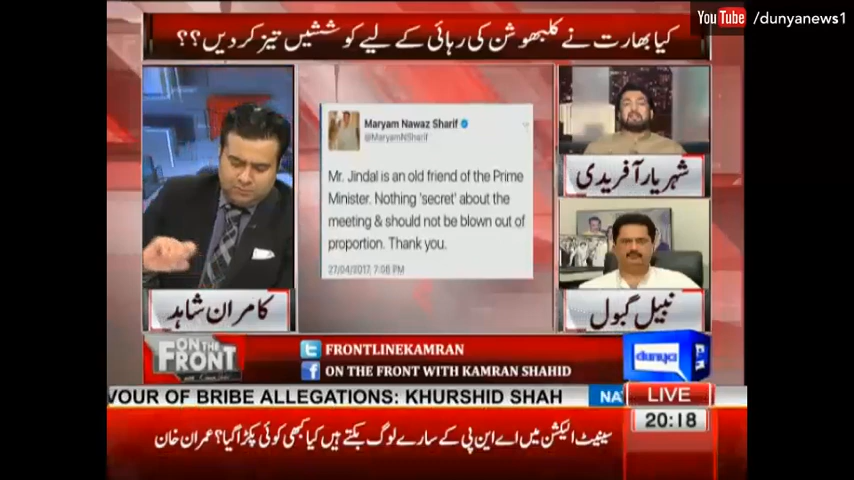 You Tube /dunyanews1
کیا بھارت نے کلبھوشن کی رہائی کے لیے کوششیں تیز کر دیں؟؟
Maryam Nawaz Sharif
@MaryamNSharif
Mr. Jindal is an old friend of the Prime
Minister. Nothing 'secret' about the
meeting & should not be blown out of
proportion. Thank you.
27/04/2017, 7:06 PM
شہریار آفریدی
کامران شاہد
نبیل گبول
ON THE
FRONT
FRONTLINEKAMRAN
ON THE FRONT WITH KAMRAN SHAHID
dunya
VOUR OF BRIBE ALLEGATIONS: KHURSHID SHAH NA
LIVE
20:18
سینیٹ الیکشن میں اے این پی کے سارے لوگ بکتے ہیں کیا کبھی کوئی پکڑا گیا؟ عمران خان